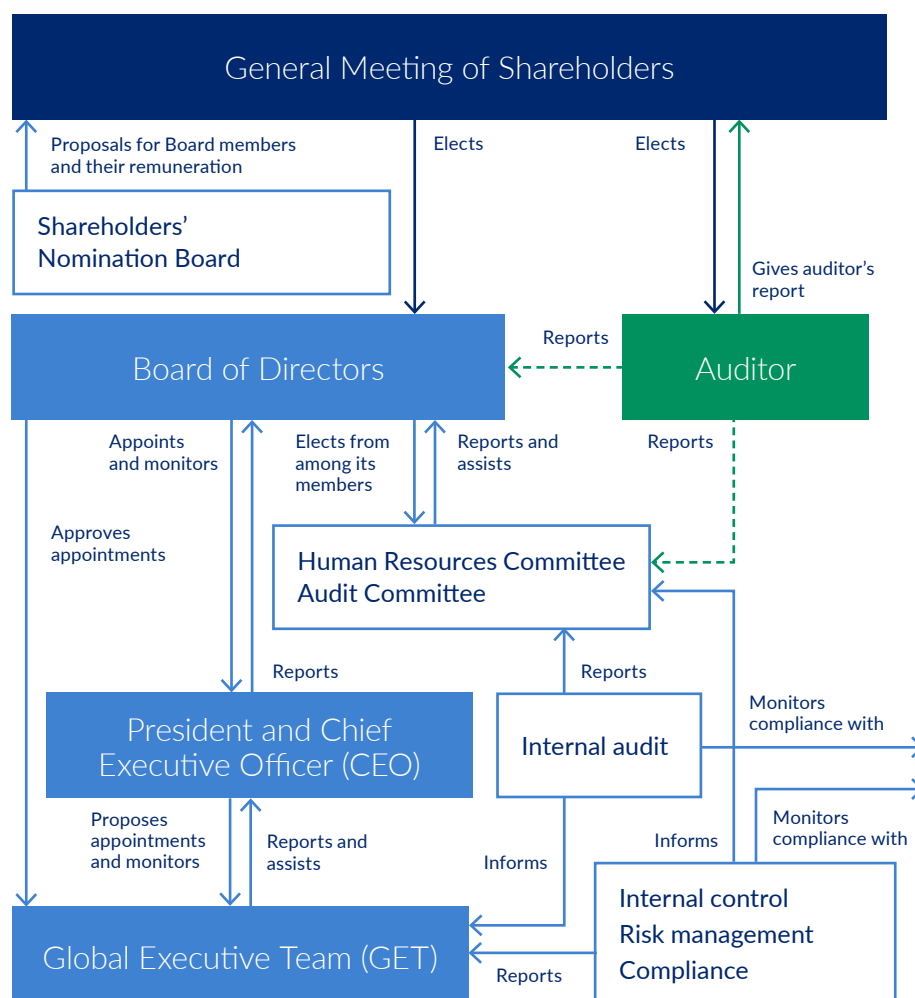 General Meeting of Shareholders
Proposals for Board members
and their remuneration
Elects
Elects
Shareholders’
Nomination Board
Gives auditor’s
report
Board of Directors
Reports
Auditor
Appoints
and monitors
Elects from
among its
members
Reports and
assists
Reports
Approves
appointments
Human Resources Committee
Audit Committee
Reports
Reports
President and Chief
Executive Officer (CEO)
Internal audit
Monitors
compliance with
Proposes
appointments
and monitors
Reports and
assists
Informs
Informs
Monitors
compliance with
Internal control
Risk management
Compliance
Global Executive Team (GET)
Reports